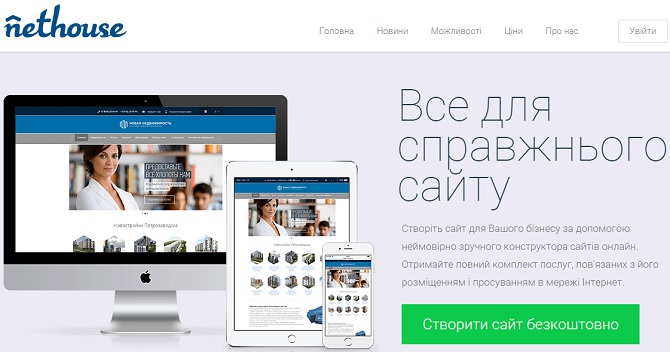 ñethouse
Головна Новини Можливості Ціни Про нас Увійти
Все для
справжнього
сайту
Створіть сайт для Вашого бізнесу за допомогою
неймовірно зручного конструктора сайтів онлайн.
Отримайте повний комплект послуг, пов'язаних з його
розміщенням і просуванням в мережі Інтернет.
Створити сайт безкоштовно
НОВАЯ НЕДВИЖИМОСТЬ
ПРЕДОСТАВЬТЕ
ВСЕ ХЛОПОТЫ НАМ
Новостройки Петрозаводска